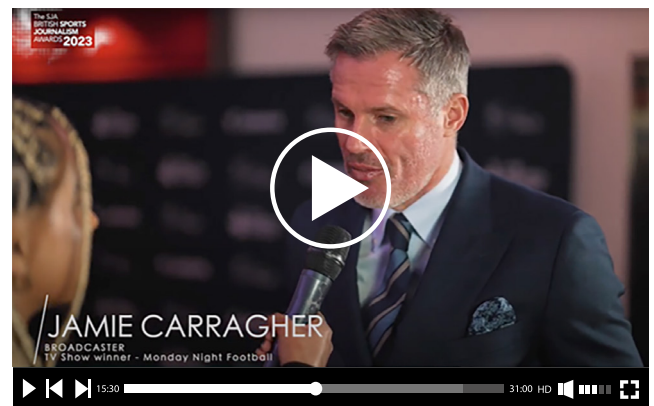 The SJA
BRITISH SPORTS
JOURNALISM
AWARDS 2023
JAMIE CARRAGHER
BROADCASTER
TV Show winner - Monday Night Football
15:30
31:00
HD